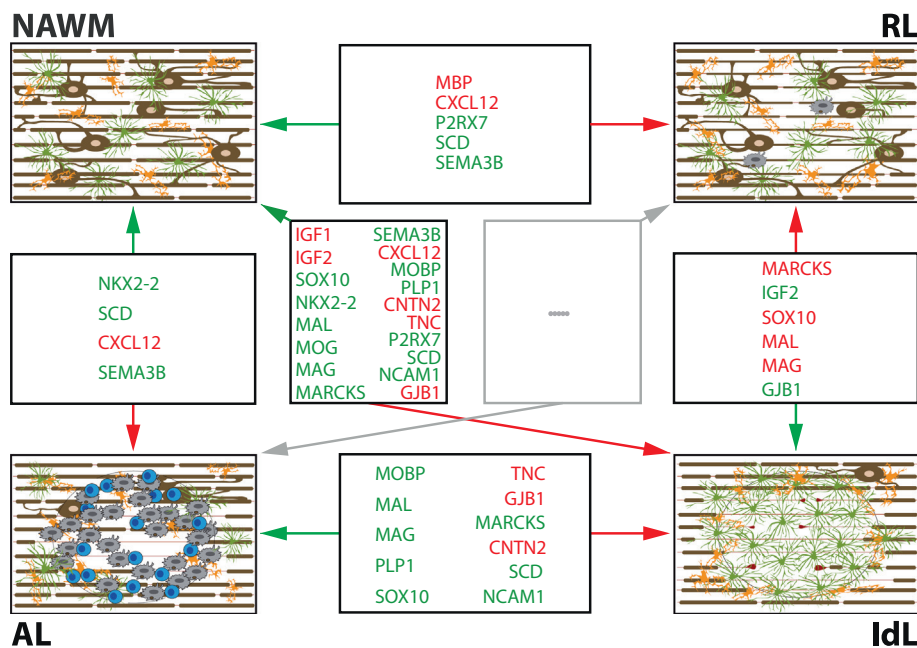 NAWM
RL
MBP
CXCL12
P2RX7
SCD
SEMA3B
NKX2-2
SCD
CXCL12
SEMA3B
IGF1
IGF2
SOX10
NKX2-2
MAL
MOG
MAG
MARCKS
SEMA3B
CXCL12
MOBP
PLP1
CNTN2
TNC
P2RX7
SCD
NCAM1
GJB1
.....
MARCKS
IGF2
SOX10
MAL
MAG
GJB1
MOBP
MAL
MAG
PLP1
SOX10
TNC
GJB1
MARCKS
CNTN2
SCD
NCAM1
AL
IdL